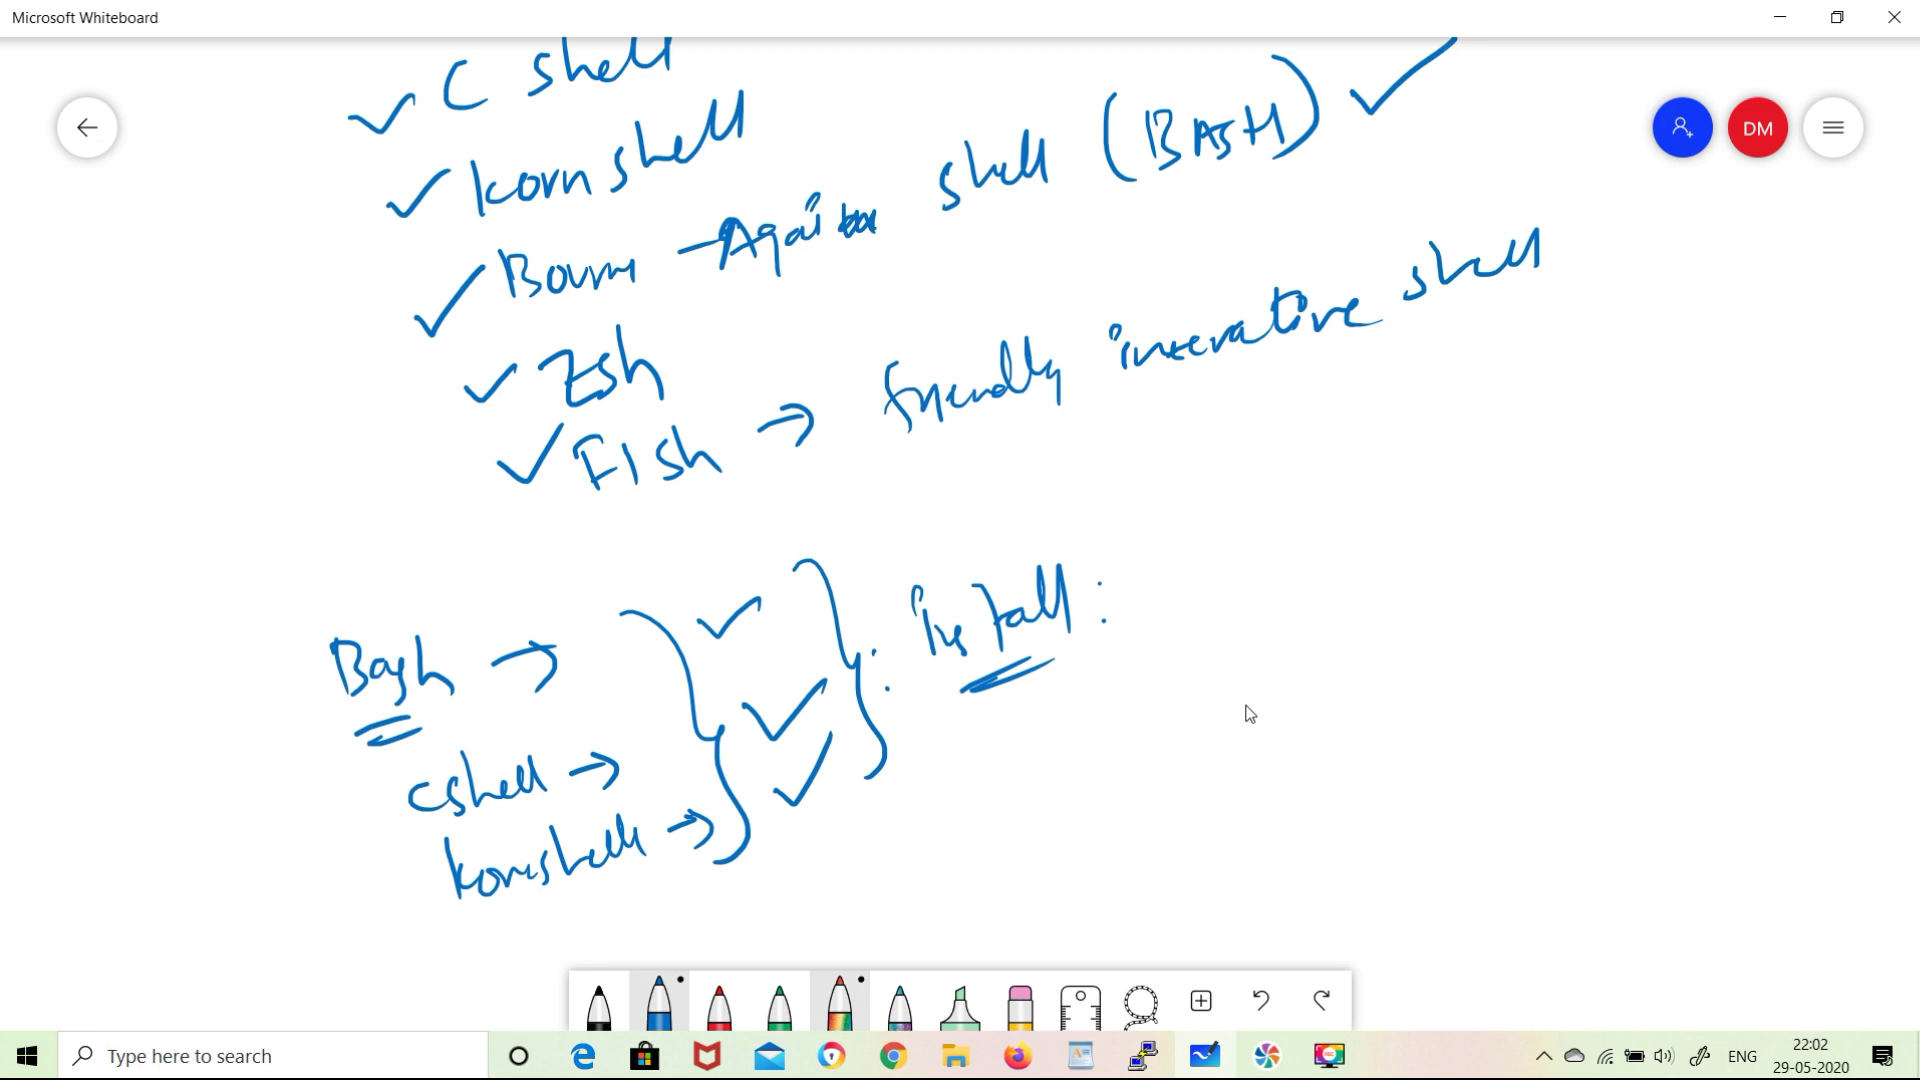 Microsoft Whiteboard
C shell
korn shell
Bourn - Again shell (BASH)
Zsh
FIsh → friendly interative shell
DM
Bash →
cshell →
kornshell →
: install :
Type here to search
ENG
22:02
29-05-2020